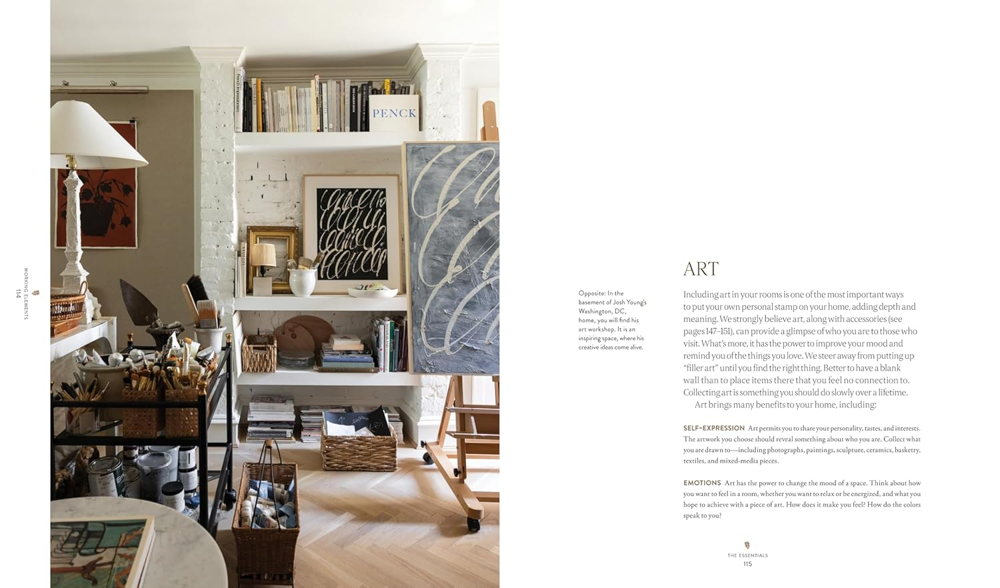 WORKING ELEMENTS
114
French Impressionism
PENCK
BRUEGEL
Opposite: In the
basement of Josh Young's
Washington, DC,
home, you will find his
art workshop. It is an
inspiring space, where his
creative ideas come alive.
ART
Including art in your rooms is one of the most important ways
to put your own personal stamp on your home, adding depth and
meaning. We strongly believe art, along with accessories (see
pages 147–151), can provide a glimpse of who you are to those who
visit. What's more, it has the power to improve your mood and
remind you of the things you love. We steer away from putting up
“filler art” until you find the right thing. Better to have a blank
wall than to place items there that you feel no connection to.
Collecting art is something you should do slowly over a lifetime.
Art brings many benefits to your home, including:
SELF-EXPRESSION Art permits you to share your personality, tastes, and interests.
The artwork you choose should reveal something about who you are. Collect what
you are drawn to—including photographs, paintings, sculpture, ceramics, basketry,
textiles, and mixed-media pieces.
EMOTIONS Art has the power to change the mood of a space. Think about how
you want to feel in a room, whether you want to relax or be energized, and what you
hope to achieve with a piece of art. How does it make you feel? How do the colors
speak to you?
THE ESSENTIALS
115